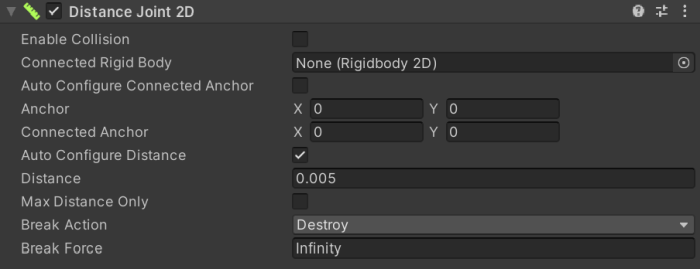 Distance Joint 2D
Enable Collision
Connected Rigid Body None (Rigidbody 2D)
Auto Configure Connected Anchor
Anchor X 0 Y 0
Connected Anchor X 0 Y 0
Auto Configure Distance
Distance 0.005
Max Distance Only
Break Action Destroy
Break Force Infinity